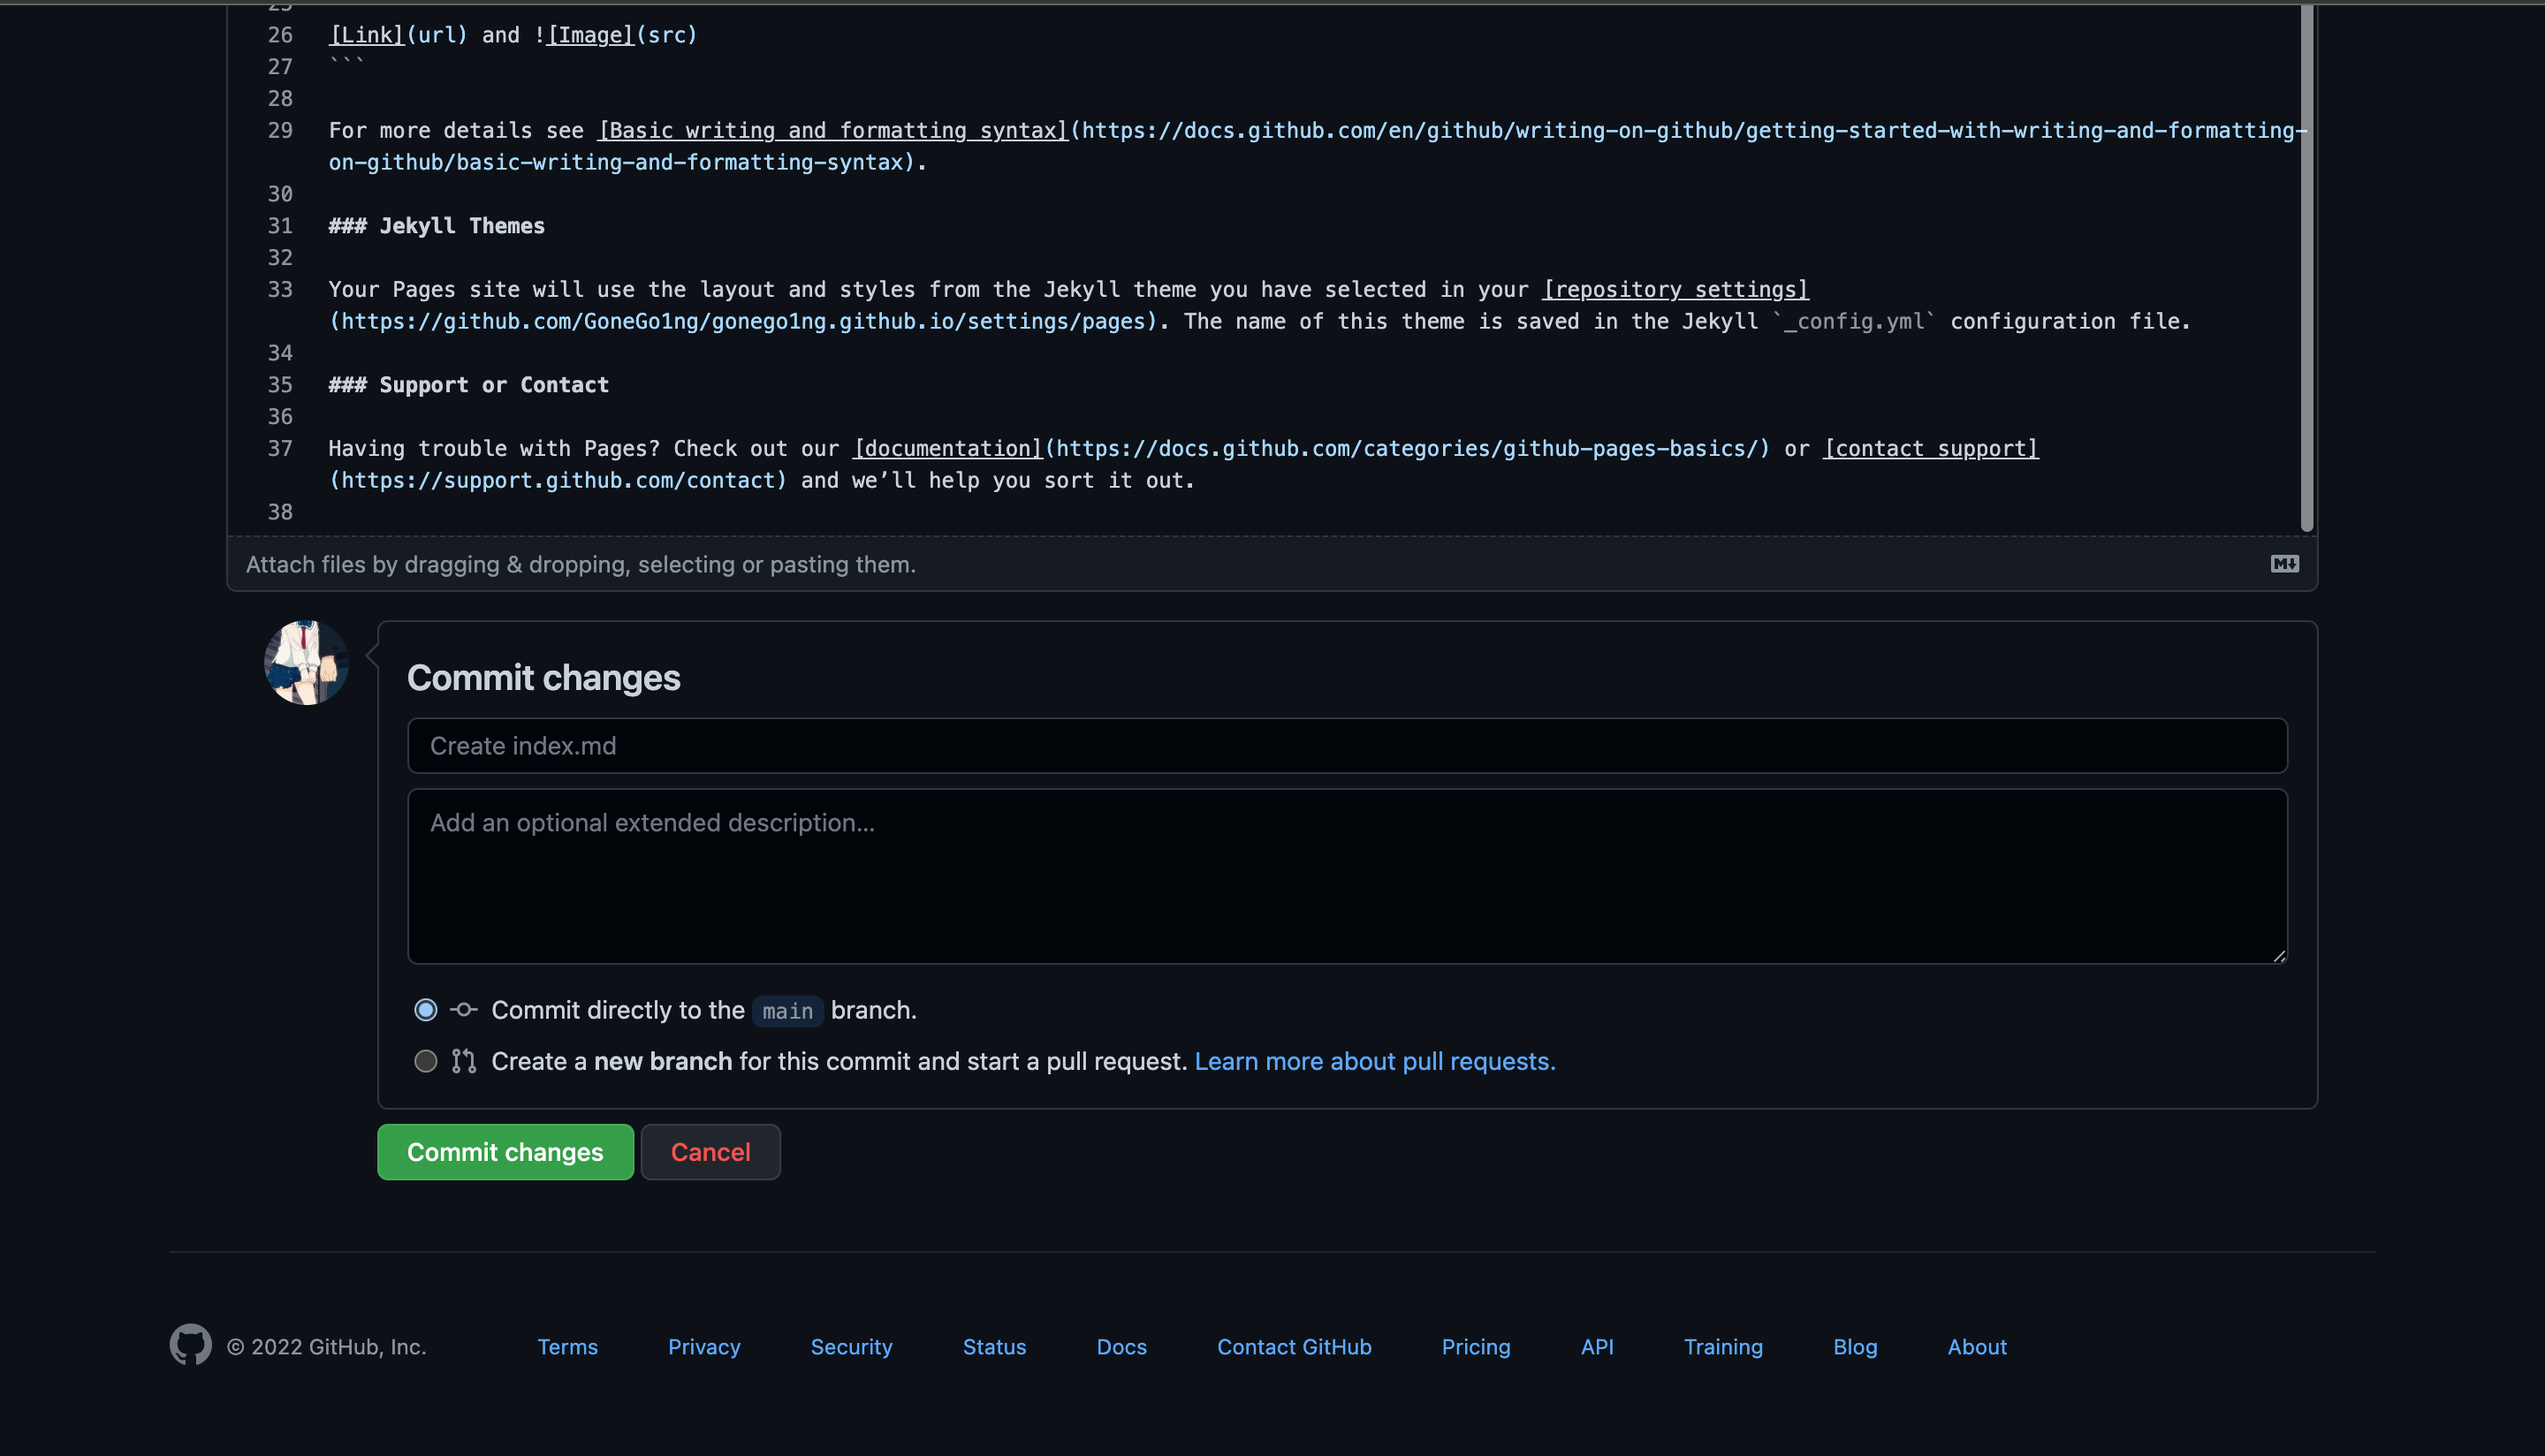 25
26 [Link](url) and ![Image](src)
27 ```
28
29 For more details see [Basic writing and formatting syntax](https://docs.github.com/en/github/writing-on-github/getting-started-with-writing-and-formatting-
on-github/basic-writing-and-formatting-syntax).
30
31 ### Jekyll Themes
32
33 Your Pages site will use the layout and styles from the Jekyll theme you have selected in your [repository settings]
(https://github.com/GoneGo1ng/gonego1ng.github.io/settings/pages). The name of this theme is saved in the Jekyll `_config.yml` configuration file.
34
35 ### Support or Contact
36
37 Having trouble with Pages? Check out our [documentation](https://docs.github.com/categories/github-pages-basics/) or [contact support]
(https://support.github.com/contact) and we’ll help you sort it out.
38
Attach files by dragging & dropping, selecting or pasting them.
M↓
Commit changes
Create index.md
Add an optional extended description...
Commit directly to the main branch.
Create a new branch for this commit and start a pull request. Learn more about pull requests.
Commit changes Cancel
© 2022 GitHub, Inc. Terms Privacy Security Status Docs Contact GitHub Pricing API Training Blog About